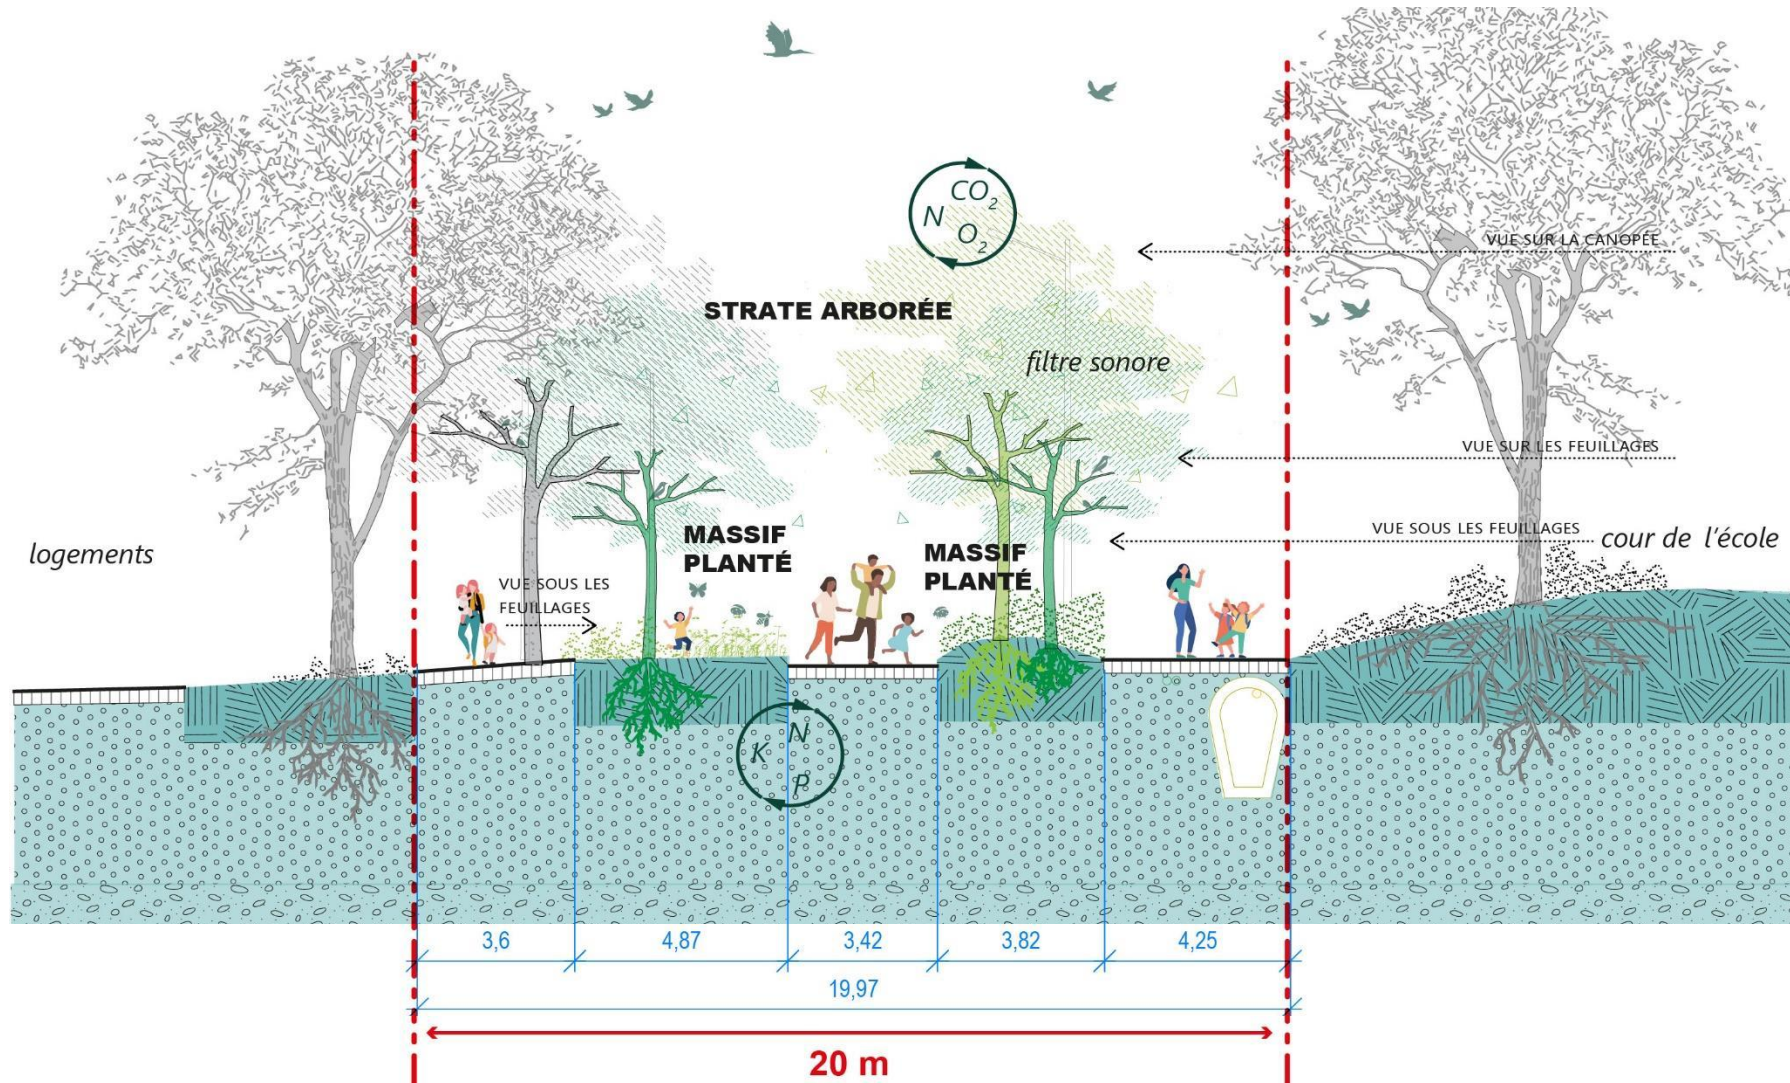 CO₂
N
O₂
VUE SUR LA CANOPÉE
STRATE ARBORÉE
filtre sonore
VUE SUR LES FEUILLAGES
MASSIF
PLANTÉ
MASSIF
PLANTÉ
VUE SOUS LES FEUILLAGES
cour de l'école
logements
VUE SOUS LES
FEUILLAGES
N
K
P
3,6
4,87
3,42
3,82
4,25
19,97
20 m